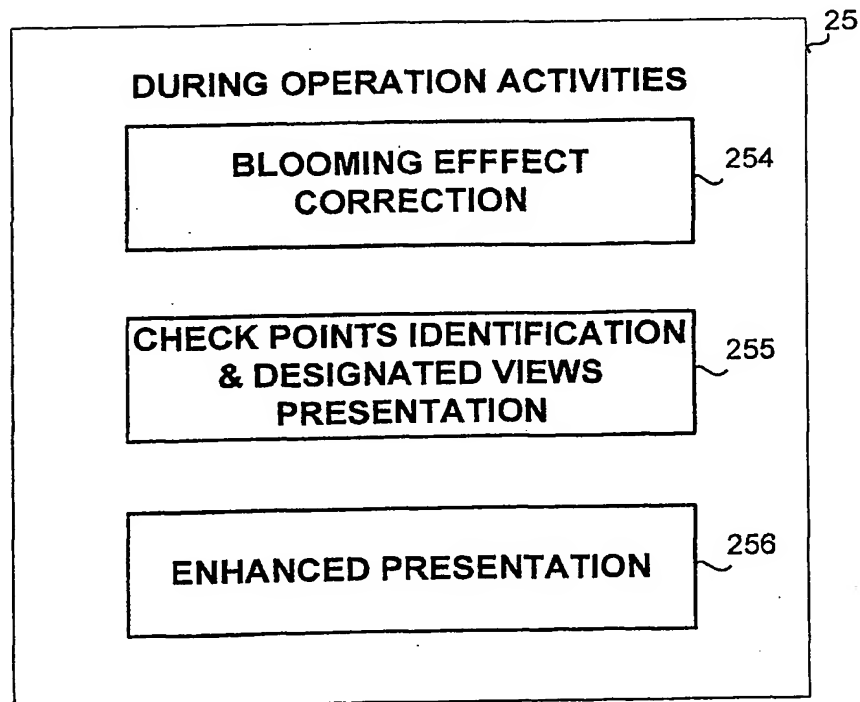 25
DURING OPERATION ACTIVITIES
BLOOMING EFFFECT
CORRECTION
254
CHECK POINTS IDENTIFICATION
& DESIGNATED VIEWS
PRESENTATION
255
ENHANCED PRESENTATION
256